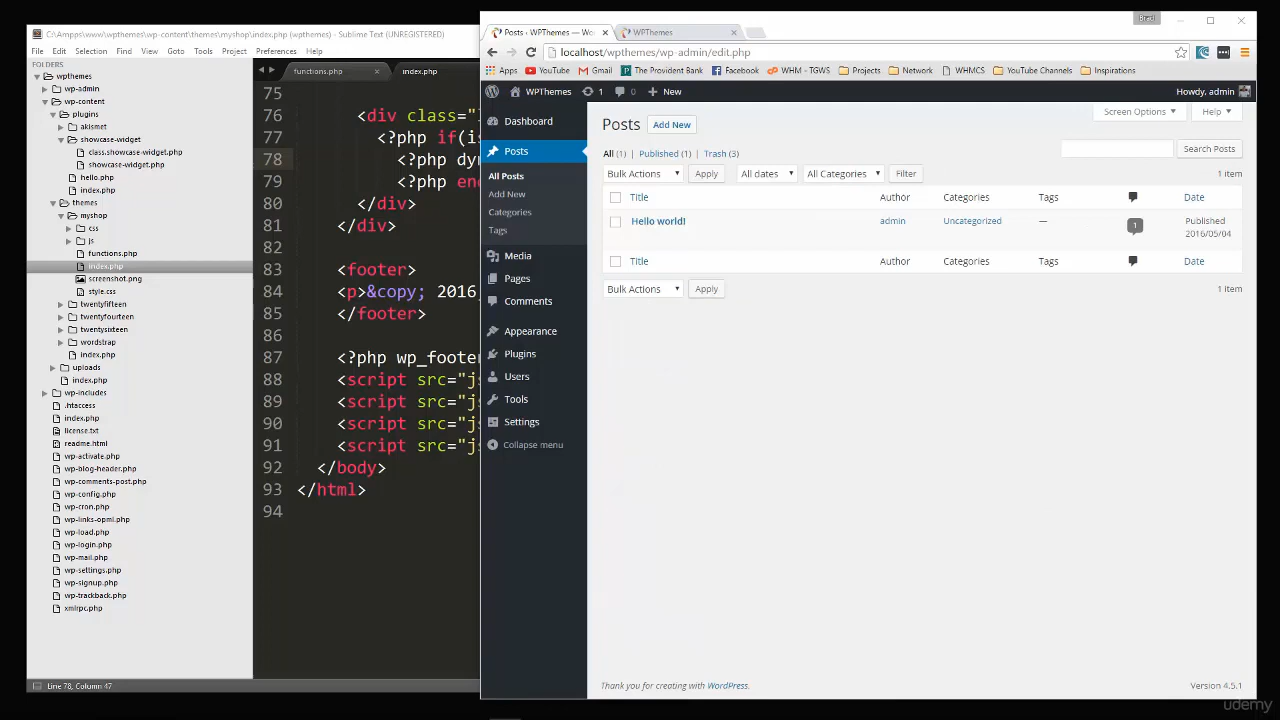 C:\Ampps\www\wpthemes\wp-content\themes\myshop\index.php (wpthemes) - Sublime Text (UNREGISTERED)
File Edit Selection Find View Goto Tools Project Preferences Help
FOLDERS
wpthemes
wp-admin
wp-content
plugins
akismet
showcase-widget
class.showcase-widget.php
showcase-widget.php
hello.php
index.php
themes
myshop
css
js
functions.php
index.php
screenshot.png
style.css
twentyfifteen
twentyfourteen
twentysixteen
wordstrap
index.php
uploads
index.php
wp-includes
.htaccess
index.php
license.txt
readme.html
wp-activate.php
wp-blog-header.php
wp-comments-post.php
wp-config.php
wp-cron.php
wp-links-opml.php
wp-load.php
wp-login.php
wp-mail.php
wp-settings.php
wp-signup.php
wp-trackback.php
xmlrpc.php
Line 78, Column 47
functions.php × index.php
75
76 <div class="
77 <?php if(is
78 <?php dyn
79 <?php en
80 </div>
81 </div>
82
83 <footer>
84 <p>&copy; 2016
85 </footer>
86
87 <?php wp_foote
88 <script src="j
89 <script src="j
90 <script src="j
91 <script src="j
92 </body>
93 </html>
94
Brad
Posts ‹ WPThemes — Wo × WPThemes ×
localhost/wpthemes/wp-admin/edit.php
Apps YouTube Gmail The Provident Bank Facebook WHM - TGWS Projects Network WHMCS YouTube Channels Inspirations
WPThemes 1 0 New Howdy, admin
Dashboard
Posts
All Posts
Add New
Categories
Tags
Media
Pages
Comments
Appearance
Plugins
Users
Tools
Settings
Collapse menu
Screen Options Help
Posts Add New
All (1) | Published (1) | Trash (3) Search Posts
Bulk Actions Apply All dates All Categories Filter 1 item
Title Author Categories Tags Date
Hello world! admin Uncategorized — 1 Published
2016/05/04
Title Author Categories Tags Date
Bulk Actions Apply 1 item
Thank you for creating with WordPress. Version 4.5.1
udemy